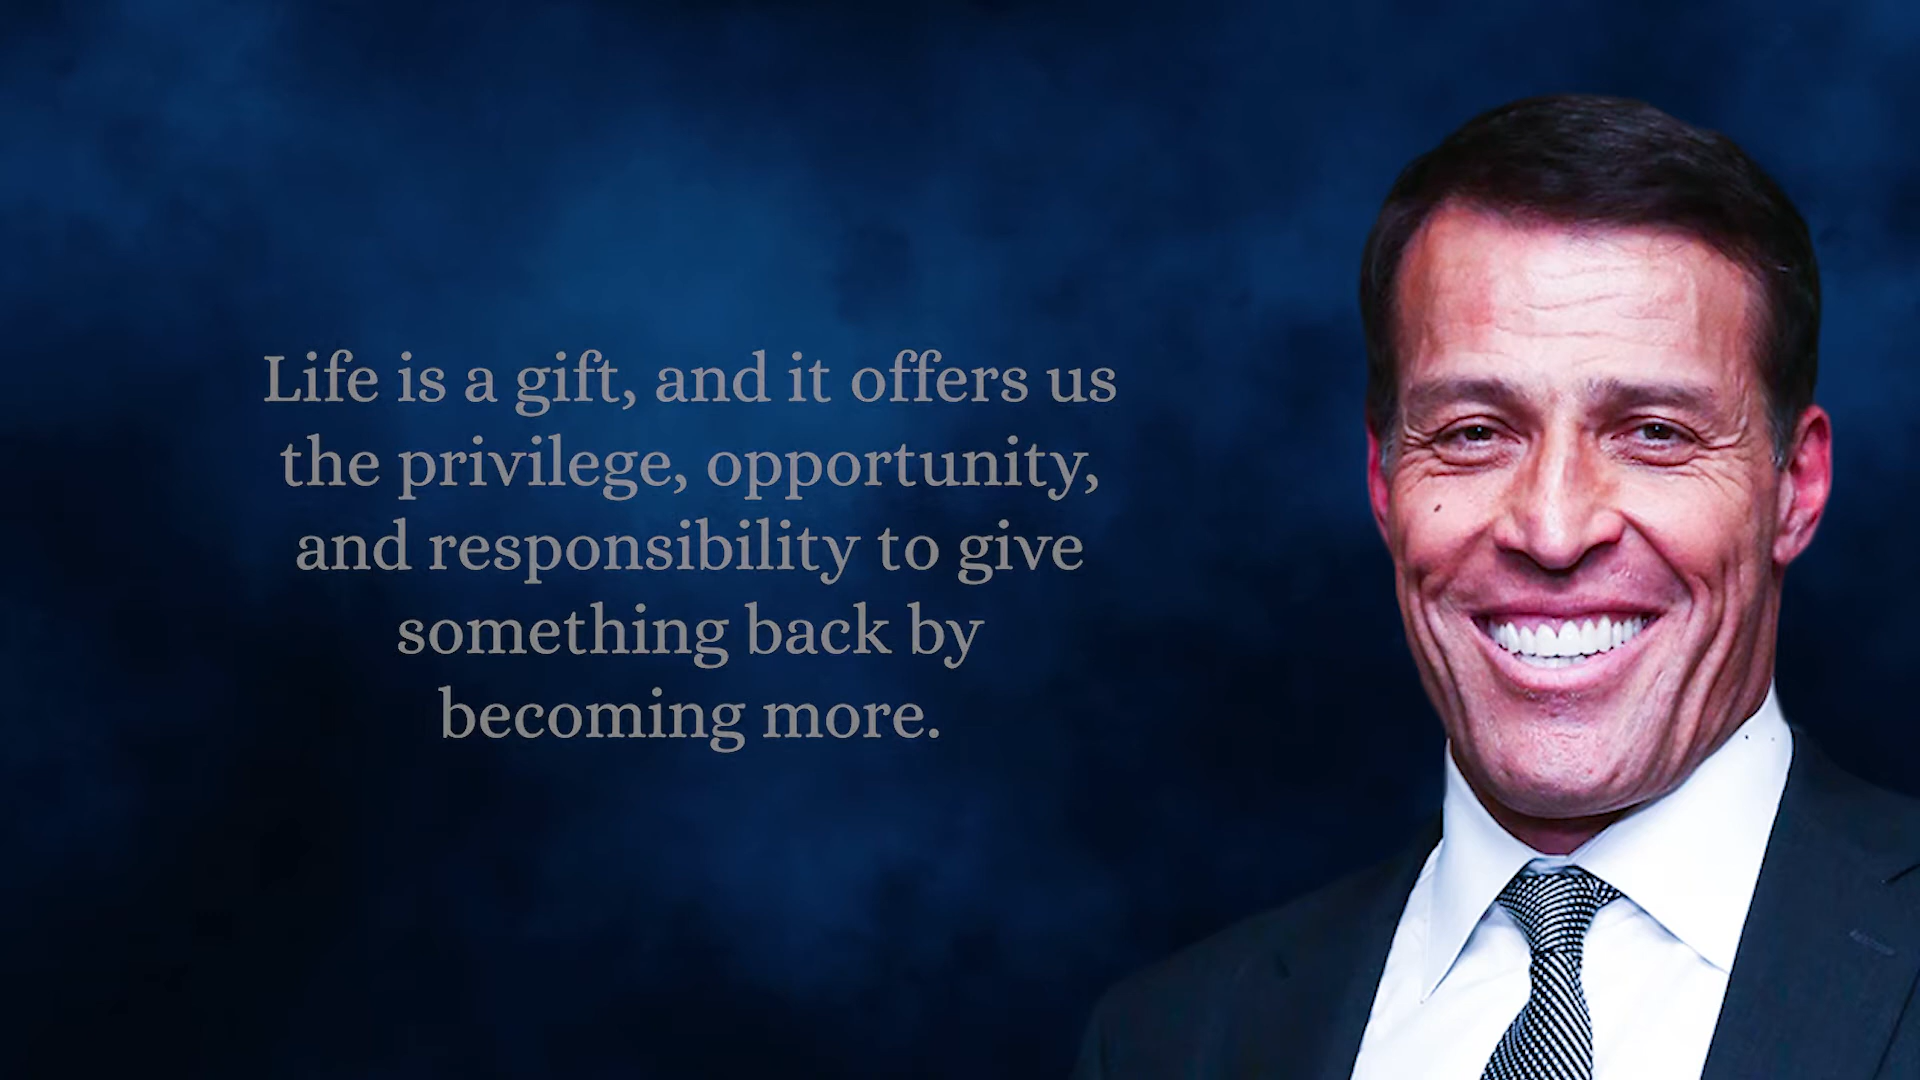 Life is a gift, and it offers us
the privilege, opportunity,
and responsibility to give
something back by
becoming more.